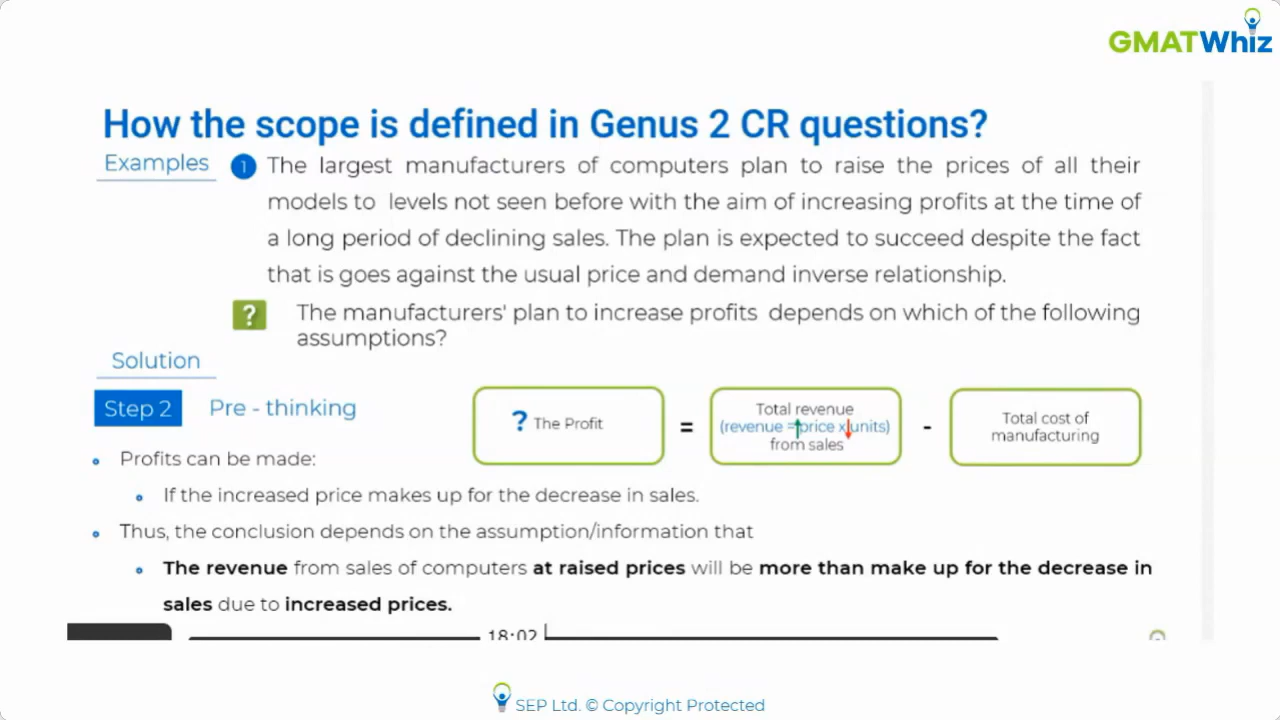 GMATWhiz
How the scope is defined in Genus 2 CR questions?
Examples
1 The largest manufacturers of computers plan to raise the prices of all their
models to levels not seen before with the aim of increasing profits at the time of
a long period of declining sales. The plan is expected to succeed despite the fact
that is goes against the usual price and demand inverse relationship.
? The manufacturers' plan to increase profits depends on which of the following
assumptions?
Solution
Step 2 Pre - thinking
? The Profit
=
Total revenue
(revenue = price x units)
from sales
-
Total cost of
manufacturing
Profits can be made:
If the increased price makes up for the decrease in sales.
Thus, the conclusion depends on the assumption/information that
The revenue from sales of computers at raised prices will be more than make up for the decrease in
sales due to increased prices.
18:02
SEP Ltd. © Copyright Protected